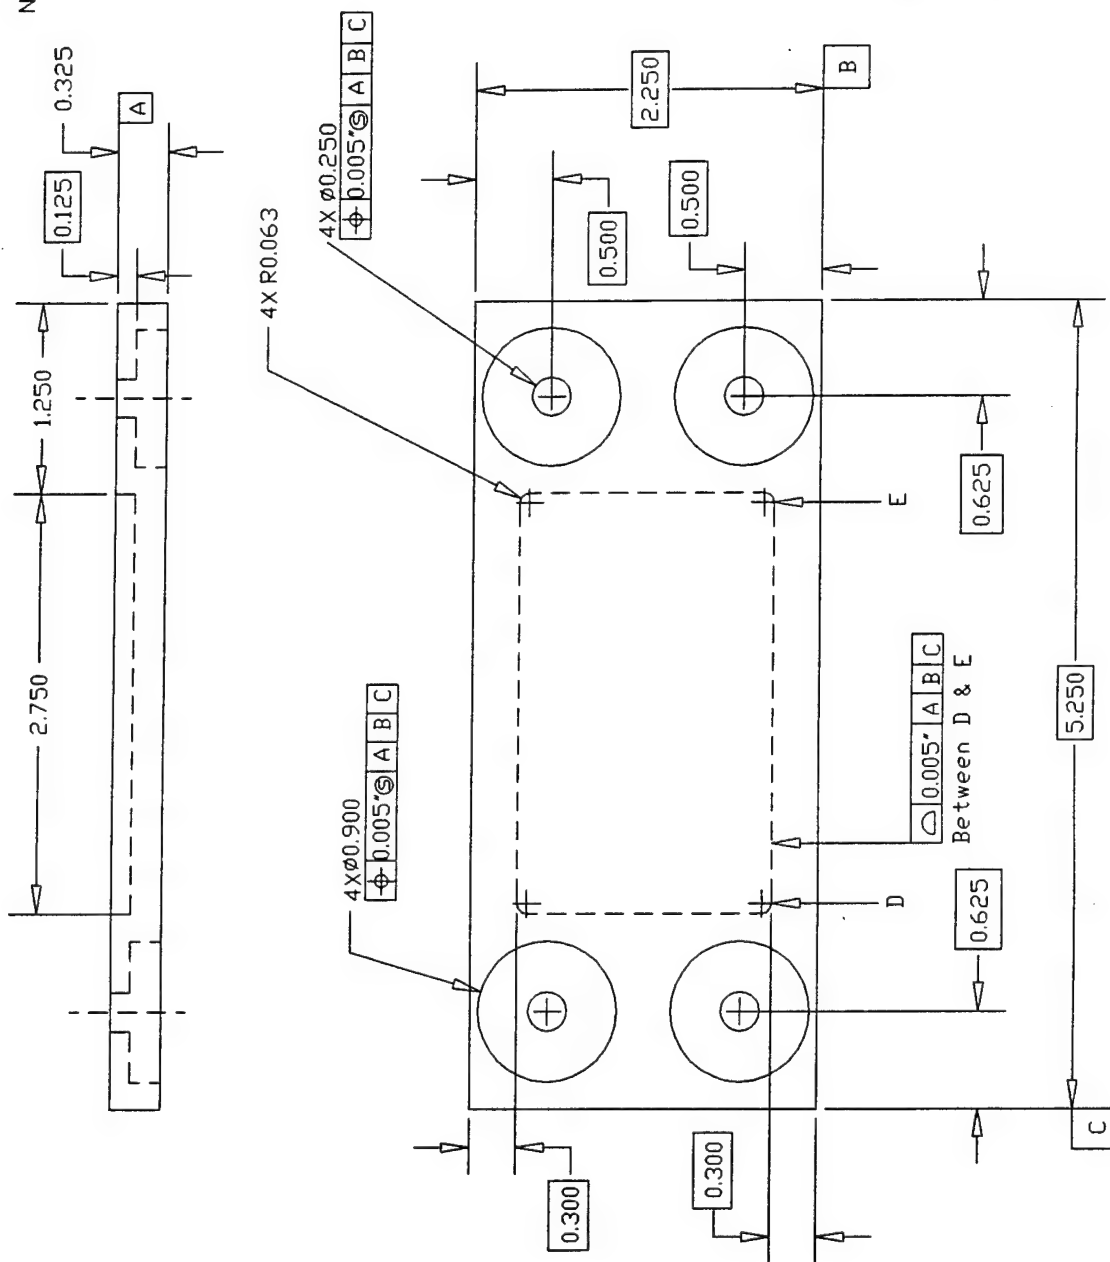 N
0.325
A
0.125
1.250
2.750
4X R0.063
4X ø0.250
⌖ 0.005"Ⓢ A B C
2.250
B
0.500
0.500
4Xø0.900
⌖ 0.005"Ⓢ A B C
E
D
0.625
⌓ 0.005" A B C
Between D & E
0.625
5.250
0.300
0.300
C